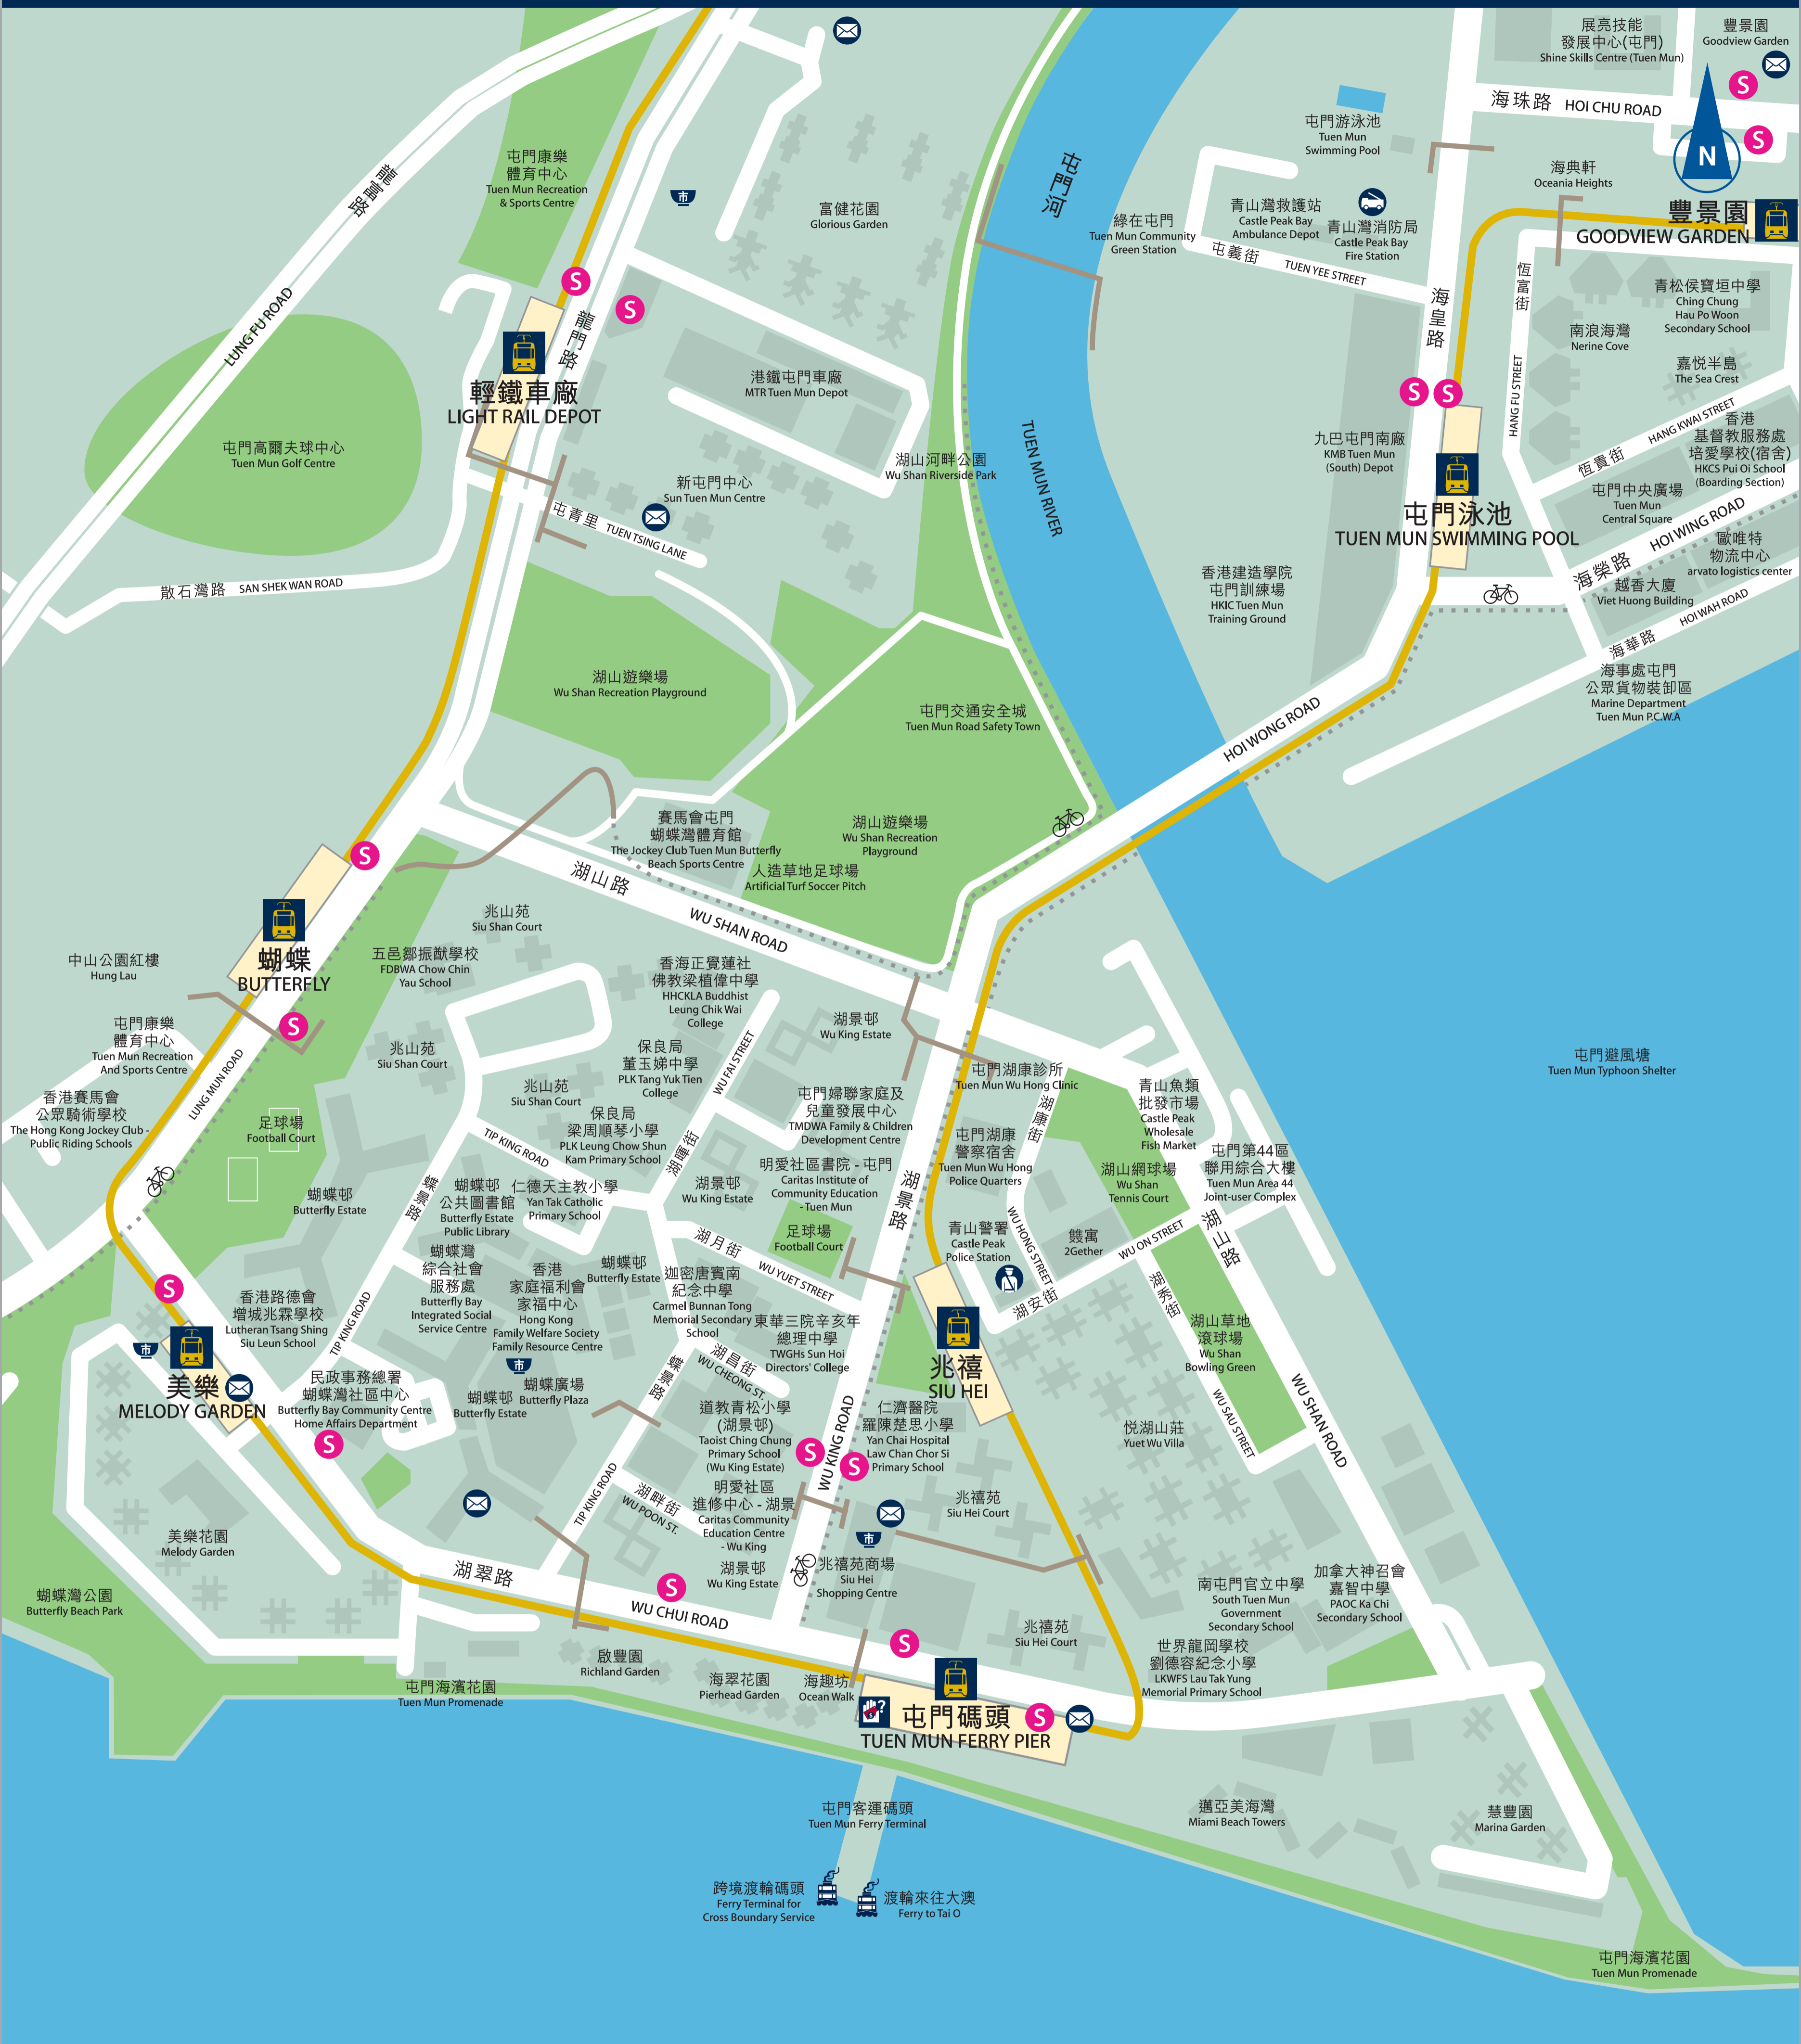 展亮技能
發展中心(屯門)
Shine Skills Centre (Tuen Mun)
豐景園
Goodview Garden
海珠路 HOI CHU ROAD
N
屯門游泳池
Tuen Mun
Swimming Pool
海典軒
Oceania Heights
豐景園
GOODVIEW GARDEN
屯門康樂
體育中心
Tuen Mun Recreation
& Sports Centre
龍富路
LUNG FU ROAD
富健花園
Glorious Garden
屯門河
TUEN MUN RIVER
綠在屯門
Tuen Mun Community
Green Station
青山灣救護站
Castle Peak Bay
Ambulance Depot
青山灣消防局
Castle Peak Bay
Fire Station
屯義街 TUEN YEE STREET
海皇路
恆富街
HANG FU STREET
青松侯寶垣中學
Ching Chung
Hau Po Woon
Secondary School
南浪海灣
Nerine Cove
嘉悦半島
The Sea Crest
恆貴街 HANG KWAI STREET
香港
基督教服務處
培愛學校(宿舍)
HKCS Pui Oi School
(Boarding Section)
屯門中央廣場
Tuen Mun
Central Square
海榮路 HOI WING ROAD
歐唯特
物流中心
arvato logistics center
越香大廈
Viet Huong Building
海華路 HOI WAH ROAD
海事處屯門
公眾貨物裝卸區
Marine Department
Tuen Mun P.C.W.A
九巴屯門南廠
KMB Tuen Mun
(South) Depot
屯門泳池
TUEN MUN SWIMMING POOL
香港建造學院
屯門訓練場
HKIC Tuen Mun
Training Ground
HOI WONG ROAD
龍門路
輕鐵車廠
LIGHT RAIL DEPOT
港鐵屯門車廠
MTR Tuen Mun Depot
屯門高爾夫球中心
Tuen Mun Golf Centre
湖山河畔公園
Wu Shan Riverside Park
新屯門中心
Sun Tuen Mun Centre
屯青里 TUEN TSING LANE
散石灣路 SAN SHEK WAN ROAD
湖山遊樂場
Wu Shan Recreation Playground
屯門交通安全城
Tuen Mun Road Safety Town
賽馬會屯門
蝴蝶灣體育館
The Jockey Club Tuen Mun Butterfly
Beach Sports Centre
湖山遊樂場
Wu Shan Recreation
Playground
人造草地足球場
Artificial Turf Soccer Pitch
湖山路
WU SHAN ROAD
蝴蝶
BUTTERFLY
中山公園紅樓
Hung Lau
兆山苑
Siu Shan Court
五邑鄒振猷學校
FDBWA Chow Chin
Yau School
香海正覺蓮社
佛教梁植偉中學
HHCKLA Buddhist
Leung Chik Wai
College
湖景邨
Wu King Estate
屯門康樂
體育中心
Tuen Mun Recreation
And Sports Centre
兆山苑
Siu Shan Court
保良局
董玉娣中學
PLK Tang Yuk Tien
College
WU FAI STREET
湖暉街
屯門湖康診所
Tuen Mun Wu Hong Clinic
屯門避風塘
Tuen Mun Typhoon Shelter
香港賽馬會
公眾騎術學校
The Hong Kong Jockey Club -
Public Riding Schools
LUNG MUN ROAD
足球場
Football Court
兆山苑
Siu Shan Court
保良局
梁周順琴小學
PLK Leung Chow Shun
Kam Primary School
屯門婦聯家庭及
兒童發展中心
TMDWA Family & Children
Development Centre
湖康街
WU HONG STREET
青山魚類
批發市場
Castle Peak
Wholesale
Fish Market
屯門湖康
警察宿舍
Tuen Mun Wu Hong
Police Quarters
湖山網球場
Wu Shan
Tennis Court
屯門第44區
聯用綜合大樓
Tuen Mun Area 44
Joint-user Complex
TIP KING ROAD
蝶景路
蝴蝶邨
Butterfly Estate
蝴蝶邨
公共圖書館
Butterfly Estate
Public Library
仁德天主教小學
Yan Tak Catholic
Primary School
湖景邨
Wu King Estate
明愛社區書院 - 屯門
Caritas Institute of
Community Education
- Tuen Mun
湖景路
足球場
Football Court
青山警署
Castle Peak
Police Station
雙寓
2Gether
WU ON STREET
湖安街
湖山路
湖月街
WU YUET STREET
蝴蝶灣
綜合社會
服務處
Butterfly Bay
Integrated Social
Service Centre
香港
家庭福利會
家福中心
Hong Kong
Family Welfare Society
Family Resource Centre
蝴蝶邨
Butterfly Estate
迦密唐賓南
紀念中學
Carmel Bunnan Tong
Memorial Secondary
School
東華三院辛亥年
總理中學
TWGHs Sun Hoi
Directors' College
湖秀街
WU SAU STREET
湖山草地
滾球場
Wu Shan
Bowling Green
香港路德會
增城兆霖學校
Lutheran Tsang Shing
Siu Leun School
TIP KING ROAD
美樂
MELODY GARDEN
民政事務總署
蝴蝶灣社區中心
Butterfly Bay Community Centre
Home Affairs Department
蝴蝶邨
Butterfly Estate
蝴蝶廣場
Butterfly Plaza
蝶景路
湖昌街
WU CHEONG ST.
兆禧
SIU HEI
道教青松小學
(湖景邨)
Taoist Ching Chung
Primary School
(Wu King Estate)
WU KING ROAD
仁濟醫院
羅陳楚思小學
Yan Chai Hospital
Law Chan Chor Si
Primary School
悦湖山莊
Yuet Wu Villa
WU SHAN ROAD
TIP KING ROAD
湖畔街
WU POON ST.
明愛社區
進修中心 - 湖景
Caritas Community
Education Centre
- Wu King
兆禧苑
Siu Hei Court
美樂花園
Melody Garden
湖翠路
WU CHUI ROAD
湖景邨
Wu King Estate
兆禧苑商場
Siu Hei
Shopping Centre
蝴蝶灣公園
Butterfly Beach Park
南屯門官立中學
South Tuen Mun
Government
Secondary School
加拿大神召會
嘉智中學
PAOC Ka Chi
Secondary School
兆禧苑
Siu Hei Court
世界龍岡學校
劉德容紀念小學
LKWFS Lau Tak Yung
Memorial Primary School
啟豐園
Richland Garden
海翠花園
Pierhead Garden
海趣坊
Ocean Walk
屯門海濱花園
Tuen Mun Promenade
屯門碼頭
TUEN MUN FERRY PIER
屯門客運碼頭
Tuen Mun Ferry Terminal
邁亞美海灣
Miami Beach Towers
慧豐園
Marina Garden
跨境渡輪碼頭
Ferry Terminal for
Cross Boundary Service
渡輪來往大澳
Ferry to Tai O
屯門海濱花園
Tuen Mun Promenade